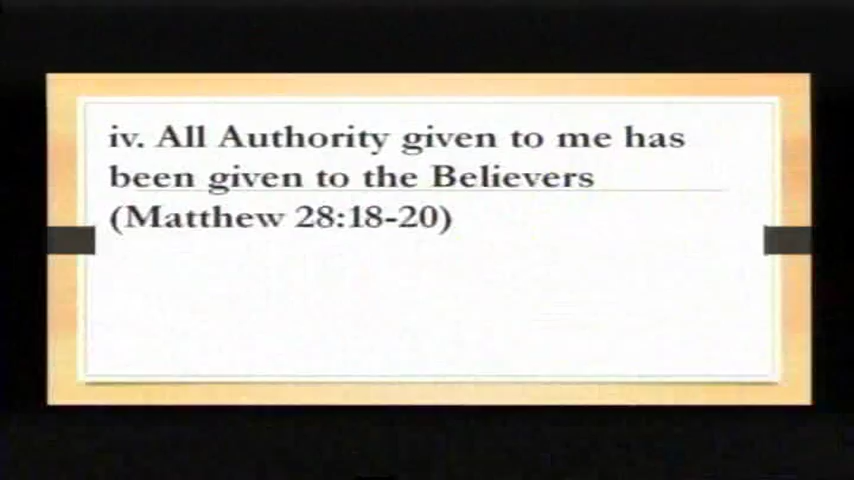 iv. All Authority given to me has
been given to the Believers
(Matthew 28:18-20)